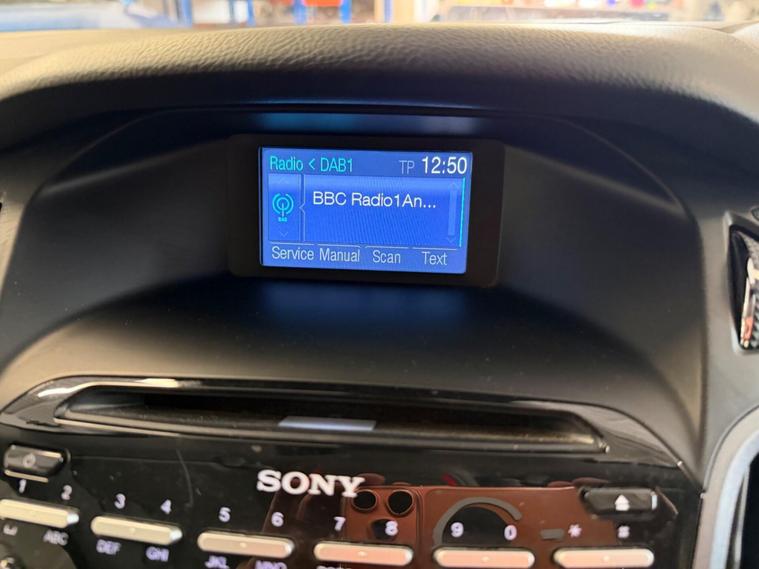 Radio < DAB1 TP 12:50
BBC Radio1An...
Service Manual Scan Text
SONY
1 2 3 4 5 6 7 8 9 0 * #
ABC DEF GHI JKL MNO